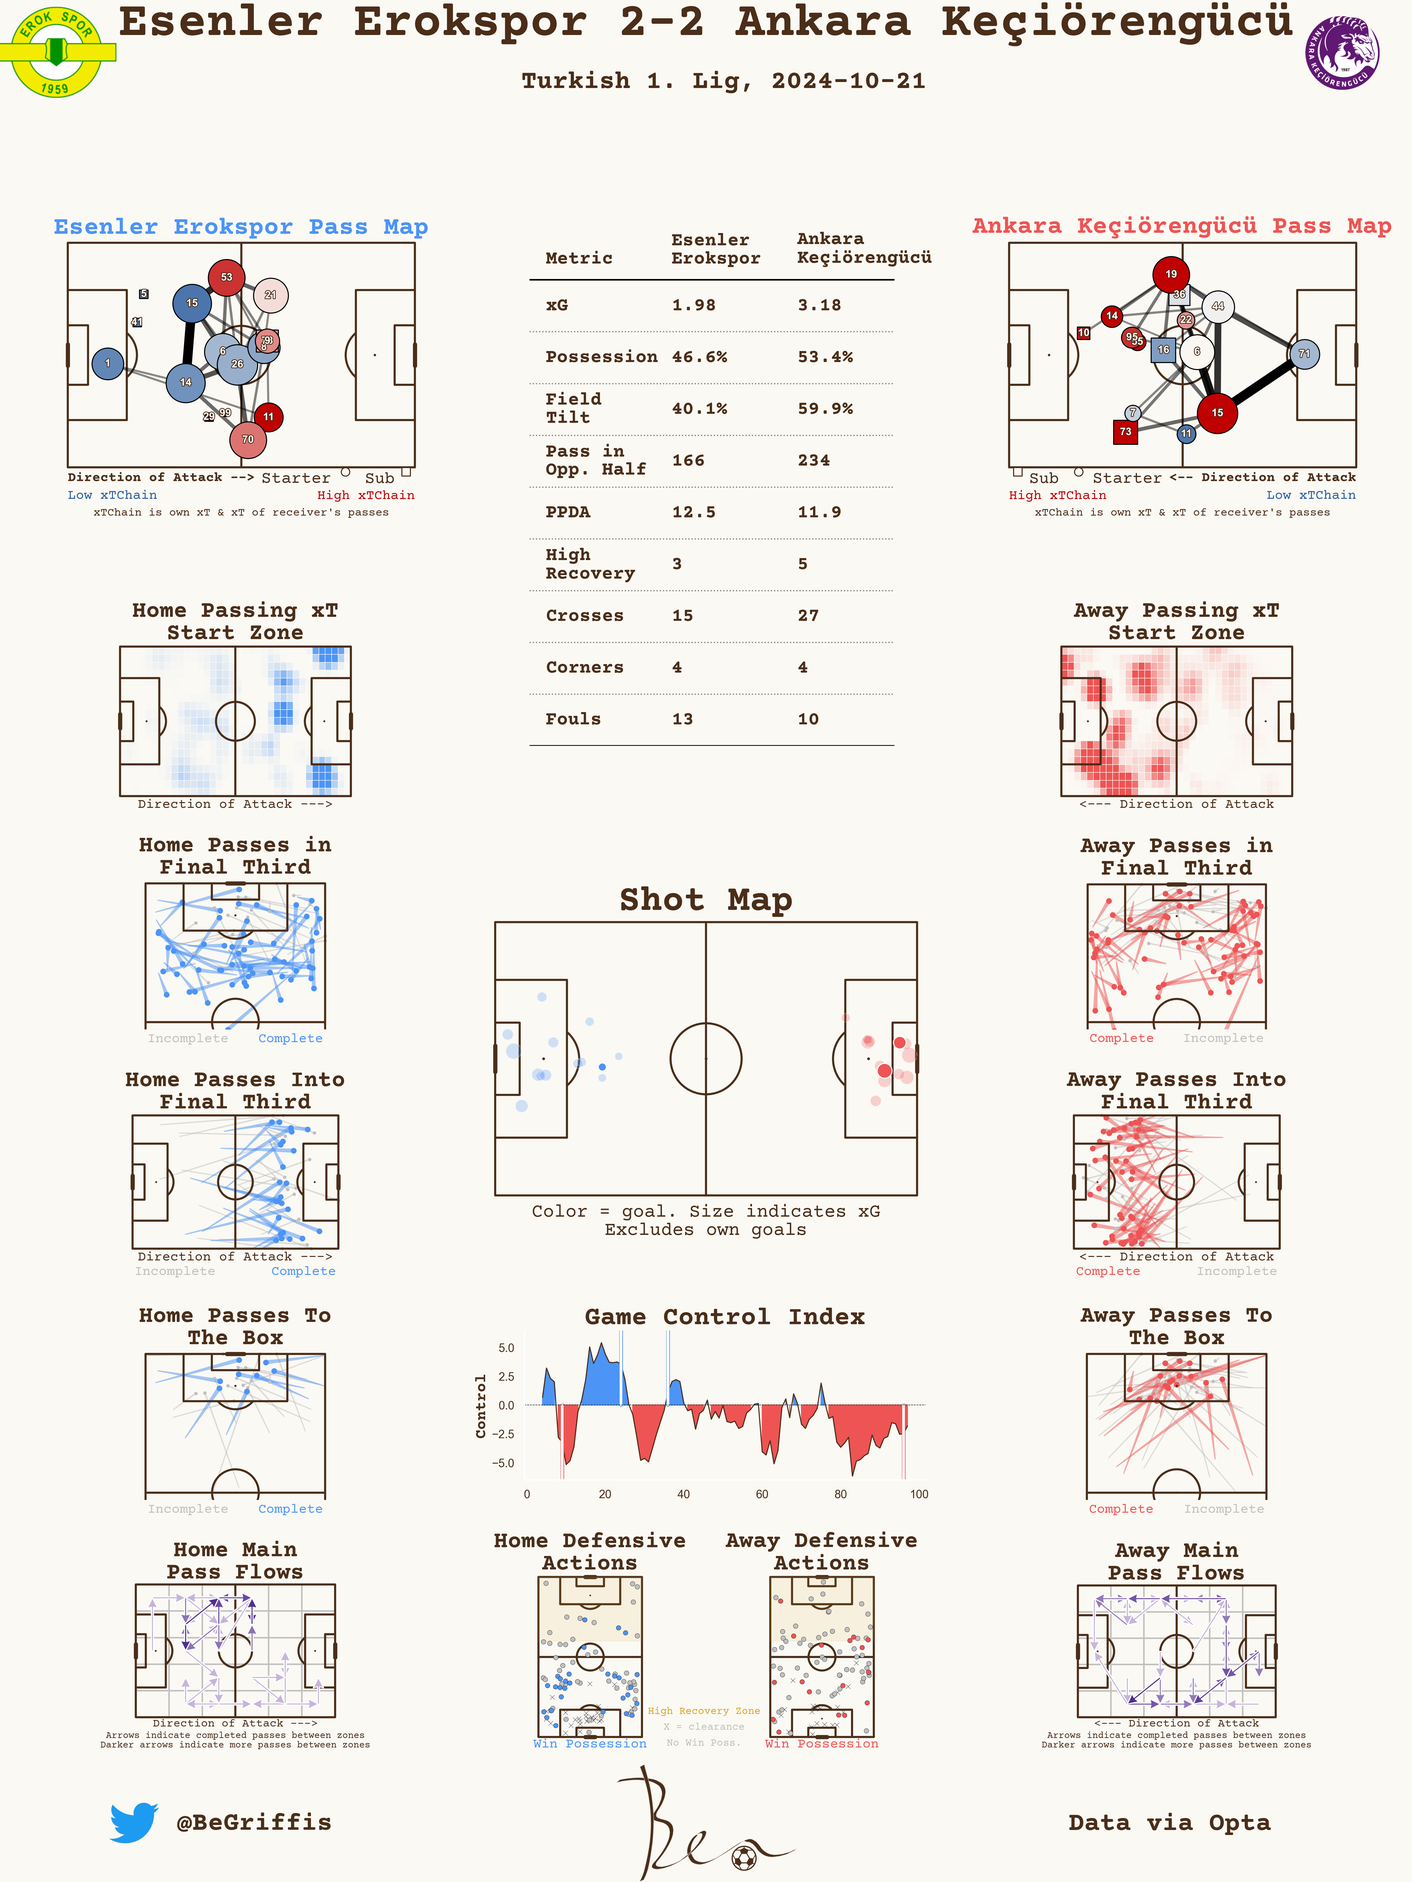 Esenler Erokspor 2-2 Ankara Keçiörengücü
Turkish 1. Lig, 2024-10-21
EROK SPOR
1959
ANKARA KEÇİÖRENGÜCÜ
1987
Esenler Erokspor Pass Map
53
5
15
21
41
6
26
8
1
14
29
99
11
70
Direction of Attack --> Starter Sub
Low xTChain High xTChain
xTChain is own xT & xT of receiver's passes
Metric Esenler Erokspor Ankara Keçiörengücü
xG 1.98 3.18
Possession 46.6% 53.4%
Field Tilt 40.1% 59.9%
Pass in Opp. Half 166 234
PPDA 12.5 11.9
High Recovery 3 5
Crosses 15 27
Corners 4 4
Fouls 13 10
Ankara Keçiörengücü Pass Map
19
36
44
14
22
10
95
16
6
71
7
15
73
11
Sub Starter <-- Direction of Attack
High xTChain Low xTChain
xTChain is own xT & xT of receiver's passes
Home Passing xT
Start Zone
Direction of Attack --->
Home Passes in
Final Third
Incomplete Complete
Home Passes Into
Final Third
Direction of Attack --->
Incomplete Complete
Home Passes To
The Box
Incomplete Complete
Home Main
Pass Flows
Direction of Attack --->
Arrows indicate completed passes between zones
Darker arrows indicate more passes between zones
Shot Map
Color = goal. Size indicates xG
Excludes own goals
Game Control Index
Control
5.0
2.5
0.0
−2.5
−5.0
0 20 40 60 80 100
Home Defensive
Actions
Win Possession
Away Defensive
Actions
Win Possession
High Recovery Zone
X = clearance
No Win Poss.
Away Passing xT
Start Zone
<--- Direction of Attack
Away Passes in
Final Third
Complete Incomplete
Away Passes Into
Final Third
<--- Direction of Attack
Complete Incomplete
Away Passes To
The Box
Complete Incomplete
Away Main
Pass Flows
<--- Direction of Attack
Arrows indicate completed passes between zones
Darker arrows indicate more passes between zones
@BeGriffis
Ben
Data via Opta